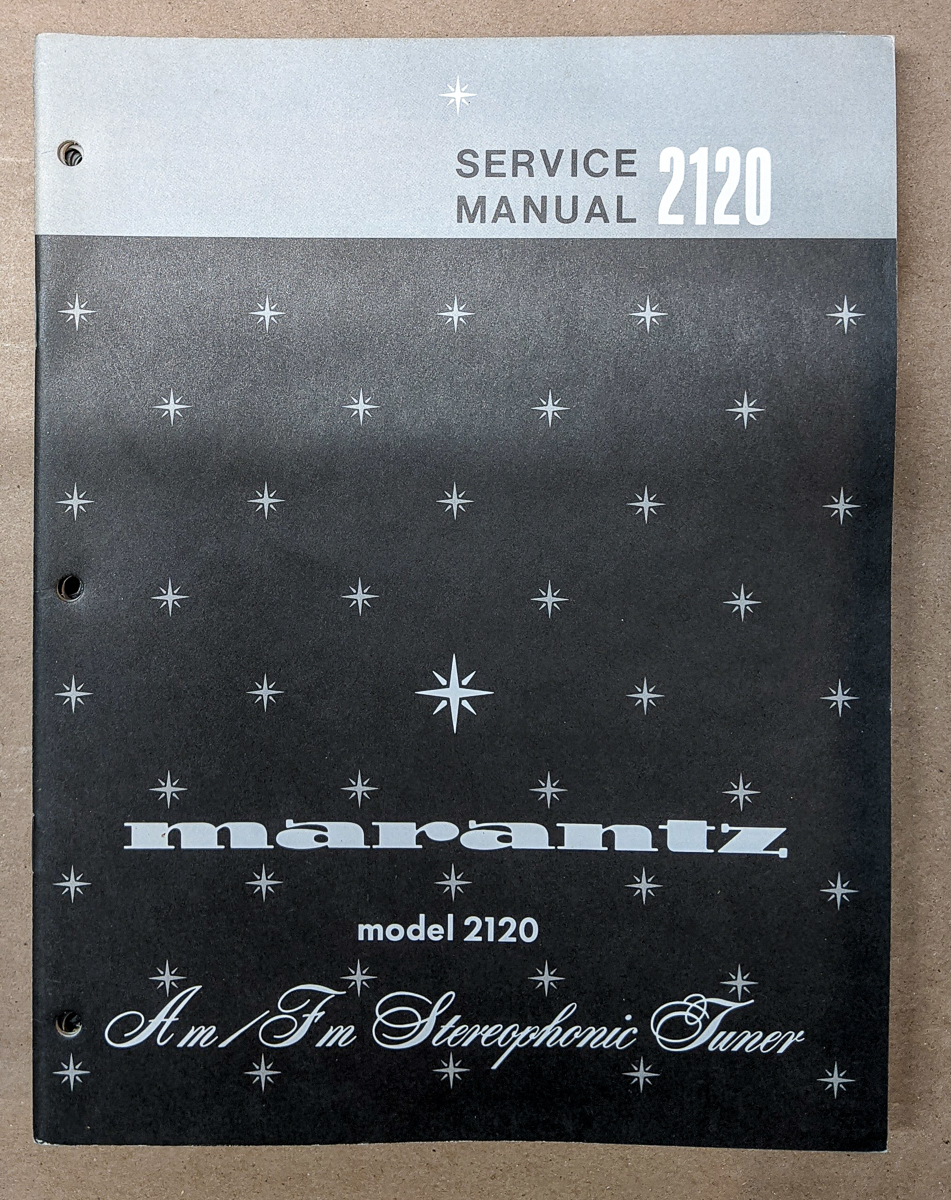 SERVICE
MANUAL 2120
marantz
model 2120
Am/Fm Stereophonic Tuner